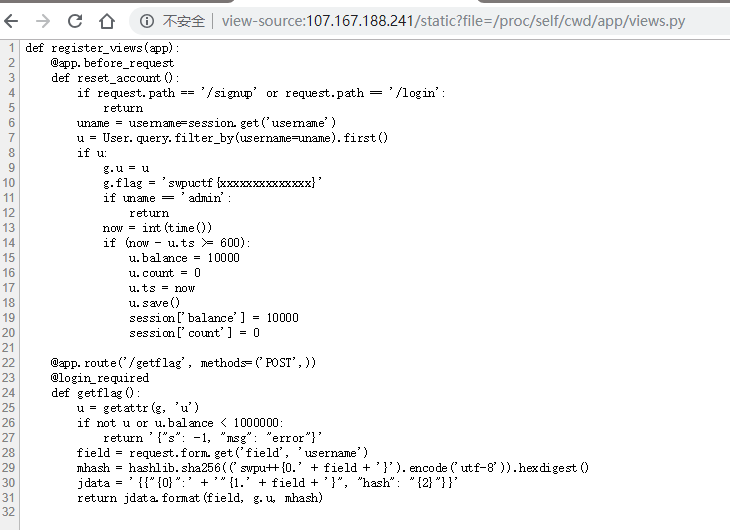 不安全 | view-source:107.167.188.241/static?file=/proc/self/cwd/app/views.py
1 def register_views(app):
2     @app.before_request
3     def reset_account():
4         if request.path == '/signup' or request.path == '/login':
5             return
6         uname = username=session.get('username')
7         u = User.query.filter_by(username=uname).first()
8         if u:
9             g.u = u
10             g.flag = 'swpuctf{xxxxxxxxxxxxxx}'
11             if uname == 'admin':
12                 return
13             now = int(time())
14             if (now - u.ts >= 600):
15                 u.balance = 10000
16                 u.count = 0
17                 u.ts = now
18                 u.save()
19                 session['balance'] = 10000
20                 session['count'] = 0
21
22     @app.route('/getflag', methods=('POST',))
23     @login_required
24     def getflag():
25         u = getattr(g, 'u')
26         if not u or u.balance < 1000000:
27             return '{"s": -1, "msg": "error"}'
28         field = request.form.get('field', 'username')
29         mhash = hashlib.sha256(('swpu++{0.' + field + '}').encode('utf-8')).hexdigest()
30         jdata = '{{"{0}":' + '"{1.' + field + '}", "hash": "{2}"}}'
31         return jdata.format(field, g.u, mhash)
32